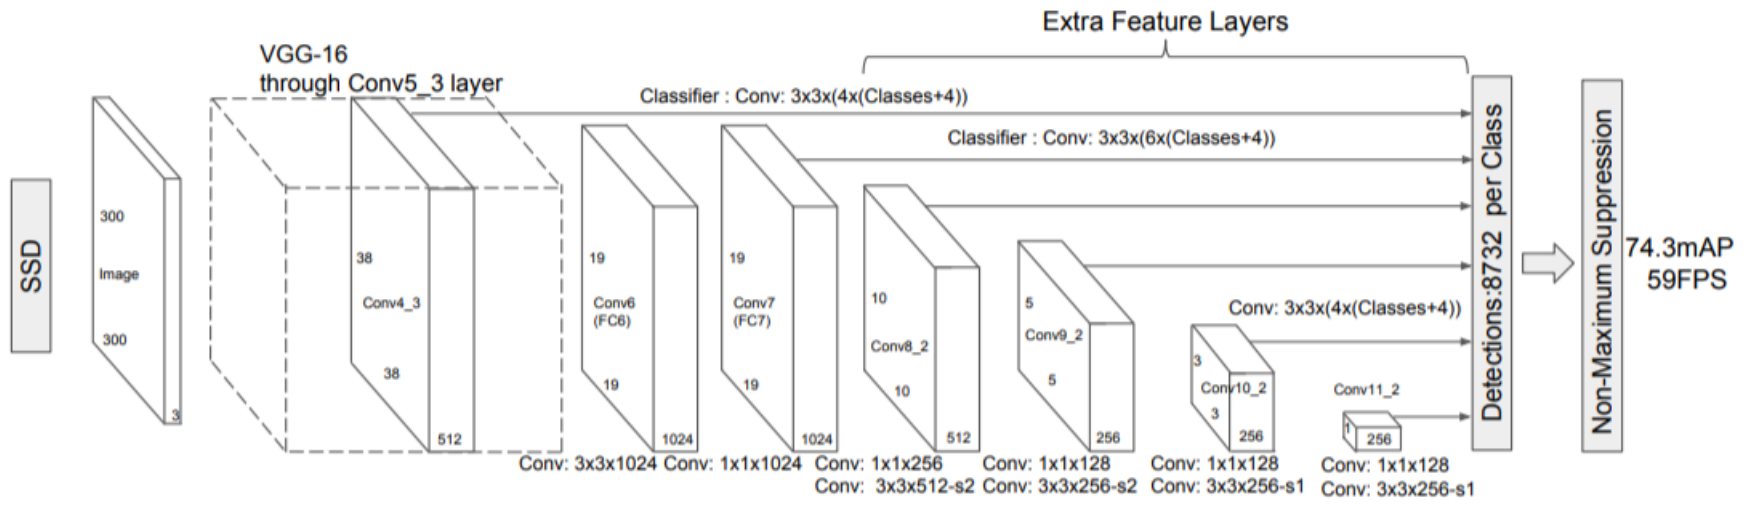 Extra Feature Layers
VGG-16
through Conv5_3 layer
Classifier : Conv: 3x3x(4x(Classes+4))
Classifier : Conv: 3x3x(6x(Classes+4))
SSD
300
Image
300
3
38
Conv4_3
38
512
19
Conv6
(FC6)
19
1024
19
Conv7
(FC7)
19
1024
10
Conv8_2
10
512
5
Conv9_2
5
256
Conv: 3x3x(4x(Classes+4))
3
Conv10_2
3
256
Conv11_2
1
256
Detections:8732 per Class
Non-Maximum Suppression
74.3mAP
59FPS
Conv: 3x3x1024
Conv: 1x1x1024
Conv: 1x1x256
Conv: 3x3x512-s2
Conv: 1x1x128
Conv: 3x3x256-s2
Conv: 1x1x128
Conv: 3x3x256-s1
Conv: 1x1x128
Conv: 3x3x256-s1